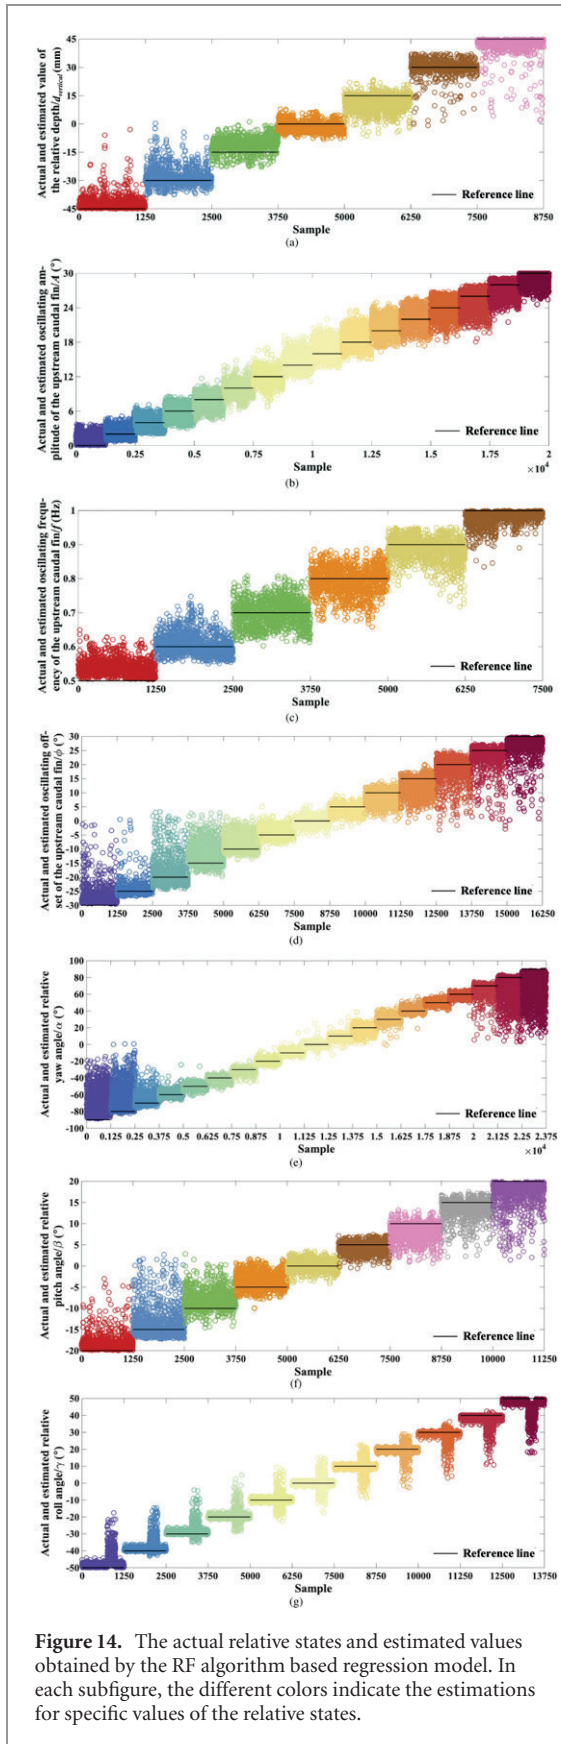 Actual and estimated value of
the relative depth/d_vertical (mm)
45
30
15
0
-15
-30
-45
Reference line
0 1250 2500 3750 5000 6250 7500 8750
Sample
(a)
Actual and estimated oscillating am-
plitude of the upstream caudal fin/A (°)
30
24
18
12
6
0
Reference line
0 0.25 0.5 0.75 1 1.25 1.5 1.75 2
Sample
× 10⁴
(b)
Actual and estimated oscillating frequ-
ency of the upstream caudal fin/f (Hz)
1
0.9
0.8
0.7
0.6
0.5
Reference line
0 1250 2500 3750 5000 6250 7500
Sample
(c)
Actual and estimated oscillating off-
set of the upstream caudal fin/ϕ (°)
30
25
20
15
10
5
0
-5
-10
-15
-20
-25
-30
Reference line
0 1250 2500 3750 5000 6250 7500 8750 10000 11250 12500 13750 15000 16250
Sample
(d)
Actual and estimated relative
yaw angle/α (°)
100
80
60
40
20
0
-20
-40
-60
-80
-100
Reference line
0 0.125 0.25 0.375 0.5 0.625 0.75 0.875 1 1.125 1.25 1.375 1.5 1.625 1.75 1.875 2 2.125 2.25 2.375
Sample
× 10⁴
(e)
Actual and estimated relative
pitch angle/β (°)
20
15
10
5
0
-5
-10
-15
-20
Reference line
0 1250 2500 3750 5000 6250 7500 8750 10000 11250
Sample
(f)
Actual and estimated relative
roll angle/γ (°)
50
40
30
20
10
0
-10
-20
-30
-40
-50
Reference line
0 1250 2500 3750 5000 6250 7500 8750 10000 11250 12500 13750
Sample
(g)
Figure 14. The actual relative states and estimated values
obtained by the RF algorithm based regression model. In
each subfigure, the different colors indicate the estimations
for specific values of the relative states.